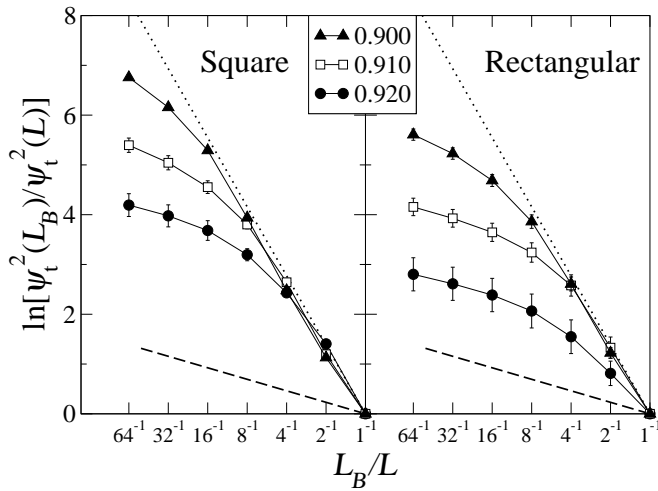 8
6
4
2
0
ln[ψ_t^2(L_B)/ψ_t^2(L)]
Square
0.900
0.910
0.920
Rectangular
64^-1 32^-1 16^-1 8^-1 4^-1 2^-1 1^-1
64^-1 32^-1 16^-1 8^-1 4^-1 2^-1 1^-1
L_B/L